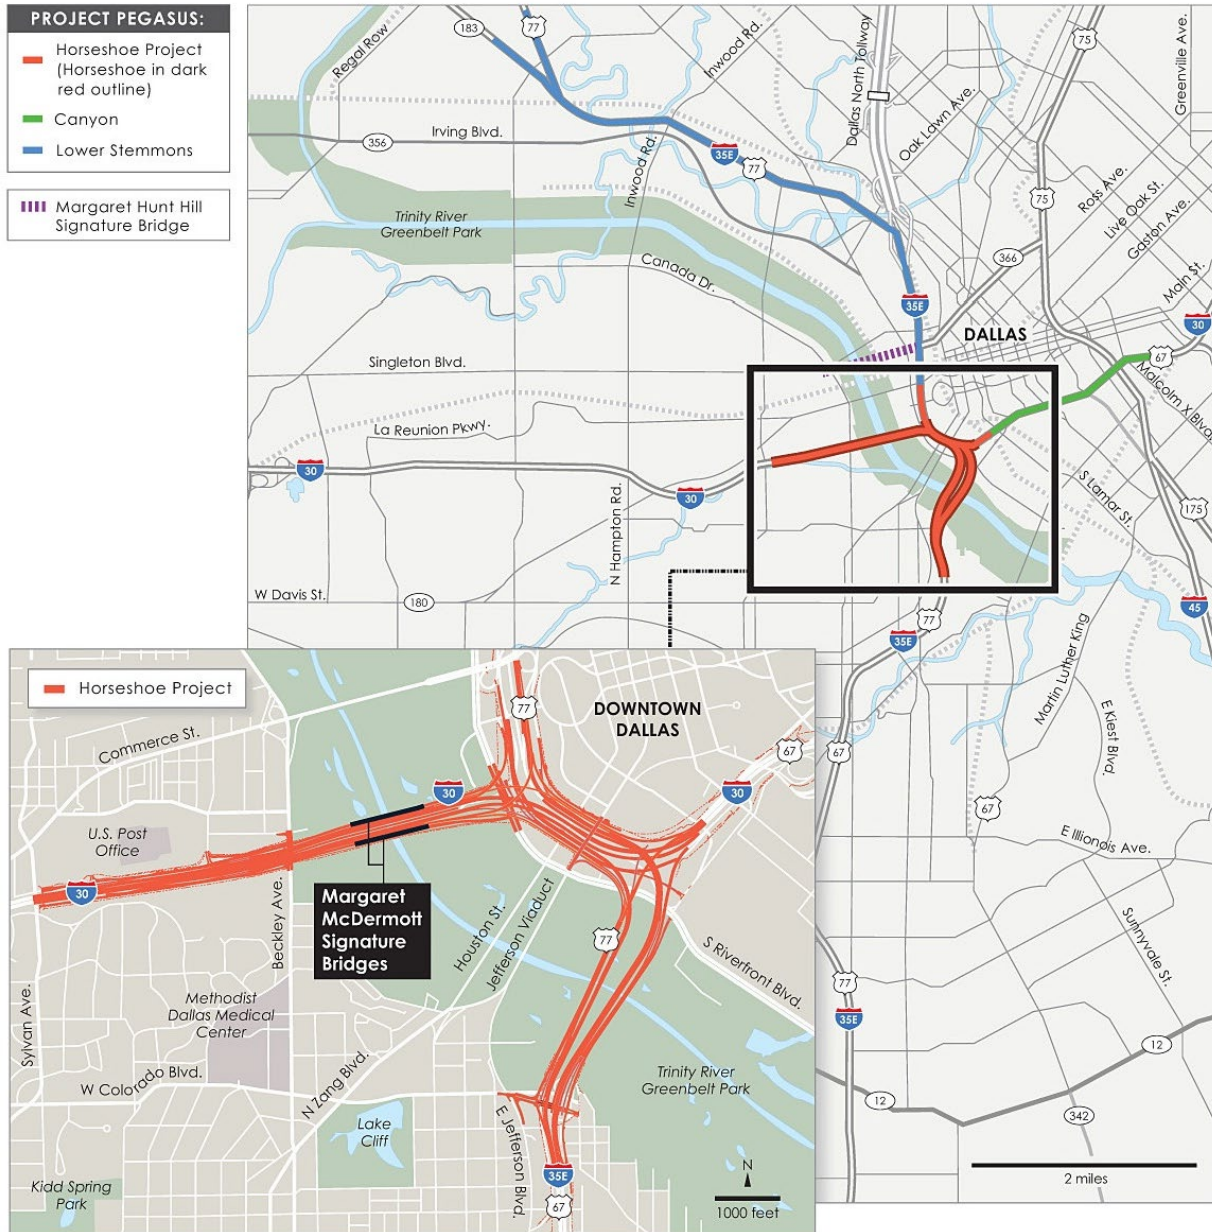 PROJECT PEGASUS:
Horseshoe Project
(Horseshoe in dark
red outline)
Canyon
Lower Stemmons
Margaret Hunt Hill
Signature Bridge
183
77
Regal Row
Inwood Rd.
Dallas North Tollway
75
Greenville Ave.
Oak Lawn Ave.
356
Irving Blvd.
35E
77
Inwood Rd.
Ross Ave.
Live Oak St.
Gaston Ave.
75
Trinity River
Greenbelt Park
Canada Dr.
366
Main St.
35E
DALLAS
30
67
Singleton Blvd.
Malcolm X Blvd.
La Reunion Pkwy.
30
30
N Hampton Rd.
S Lamar St.
175
W Davis St.
180
45
77
35E
Martin Luther King
E Kiest Blvd.
67
67
E Illionois Ave.
Sunnyvale St.
77
35E
12
12
342
2 miles
Horseshoe Project
77
DOWNTOWN
DALLAS
67
Commerce St.
30
30
U.S. Post
Office
30
Beckley Ave.
Margaret
McDermott
Signature
Bridges
Houston St.
Jefferson Viaduct
77
S Riverfront Blvd.
Sylvan Ave.
Methodist
Dallas Medical
Center
N Zang Blvd.
W Colorado Blvd.
Trinity River
Greenbelt Park
Lake
Cliff
E Jefferson Blvd.
Kidd Spring
Park
35E
67
N
1000 feet